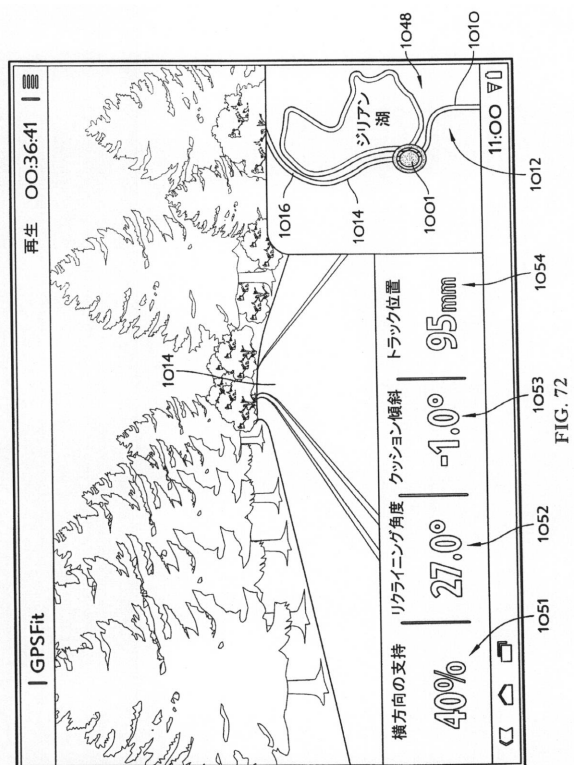 GPSFit
再生 00:36:41
1014
1016
1014
ジリアン
湖
1048
1001
1012
1010
横方向の支持
40%
リクライニング角度
27.0°
クッション傾斜
-1.0°
トラック位置
95mm
11:00
1051
1052
1053
1054
FIG. 72